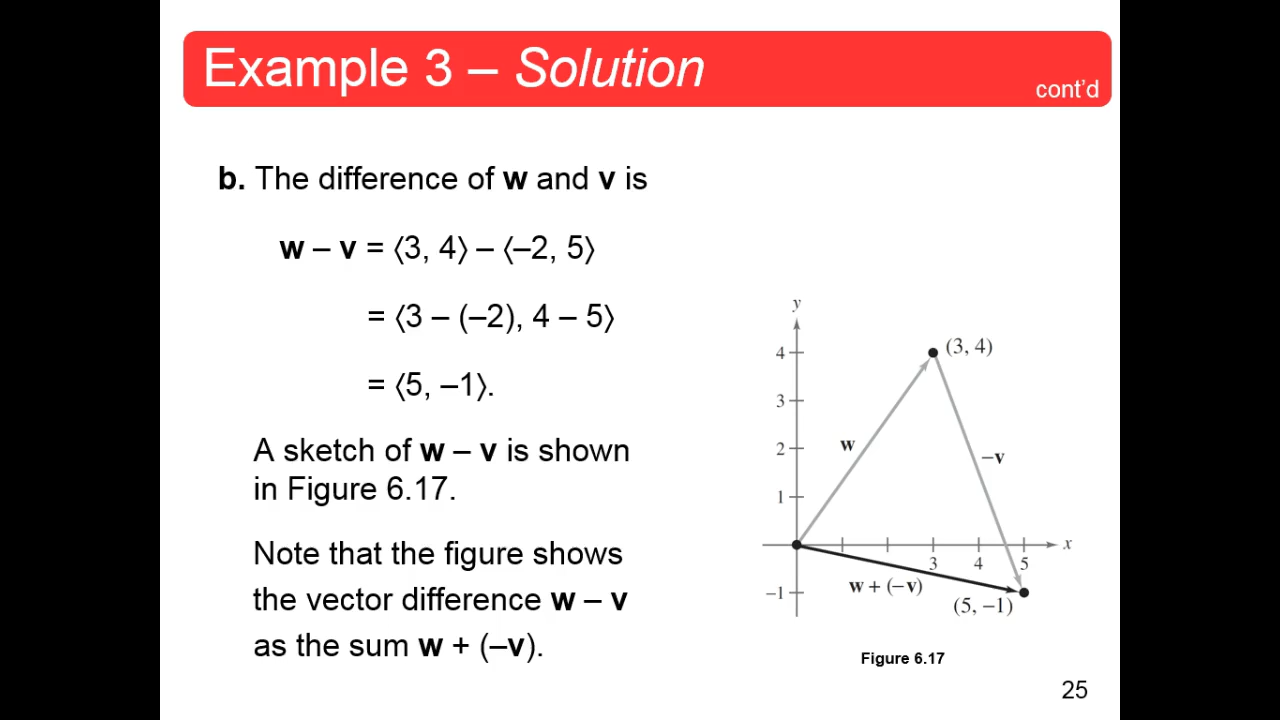 Example 3 – Solution
cont’d
b. The difference of w and v is
w – v = ⟨3, 4⟩ – ⟨–2, 5⟩
= ⟨3 – (–2), 4 – 5⟩
= ⟨5, –1⟩.
A sketch of w – v is shown
in Figure 6.17.
Note that the figure shows
the vector difference w – v
as the sum w + (–v).
y
4
(3, 4)
3
w
2
–v
1
x
3 4 5
–1
w + (–v)
(5, –1)
Figure 6.17
25